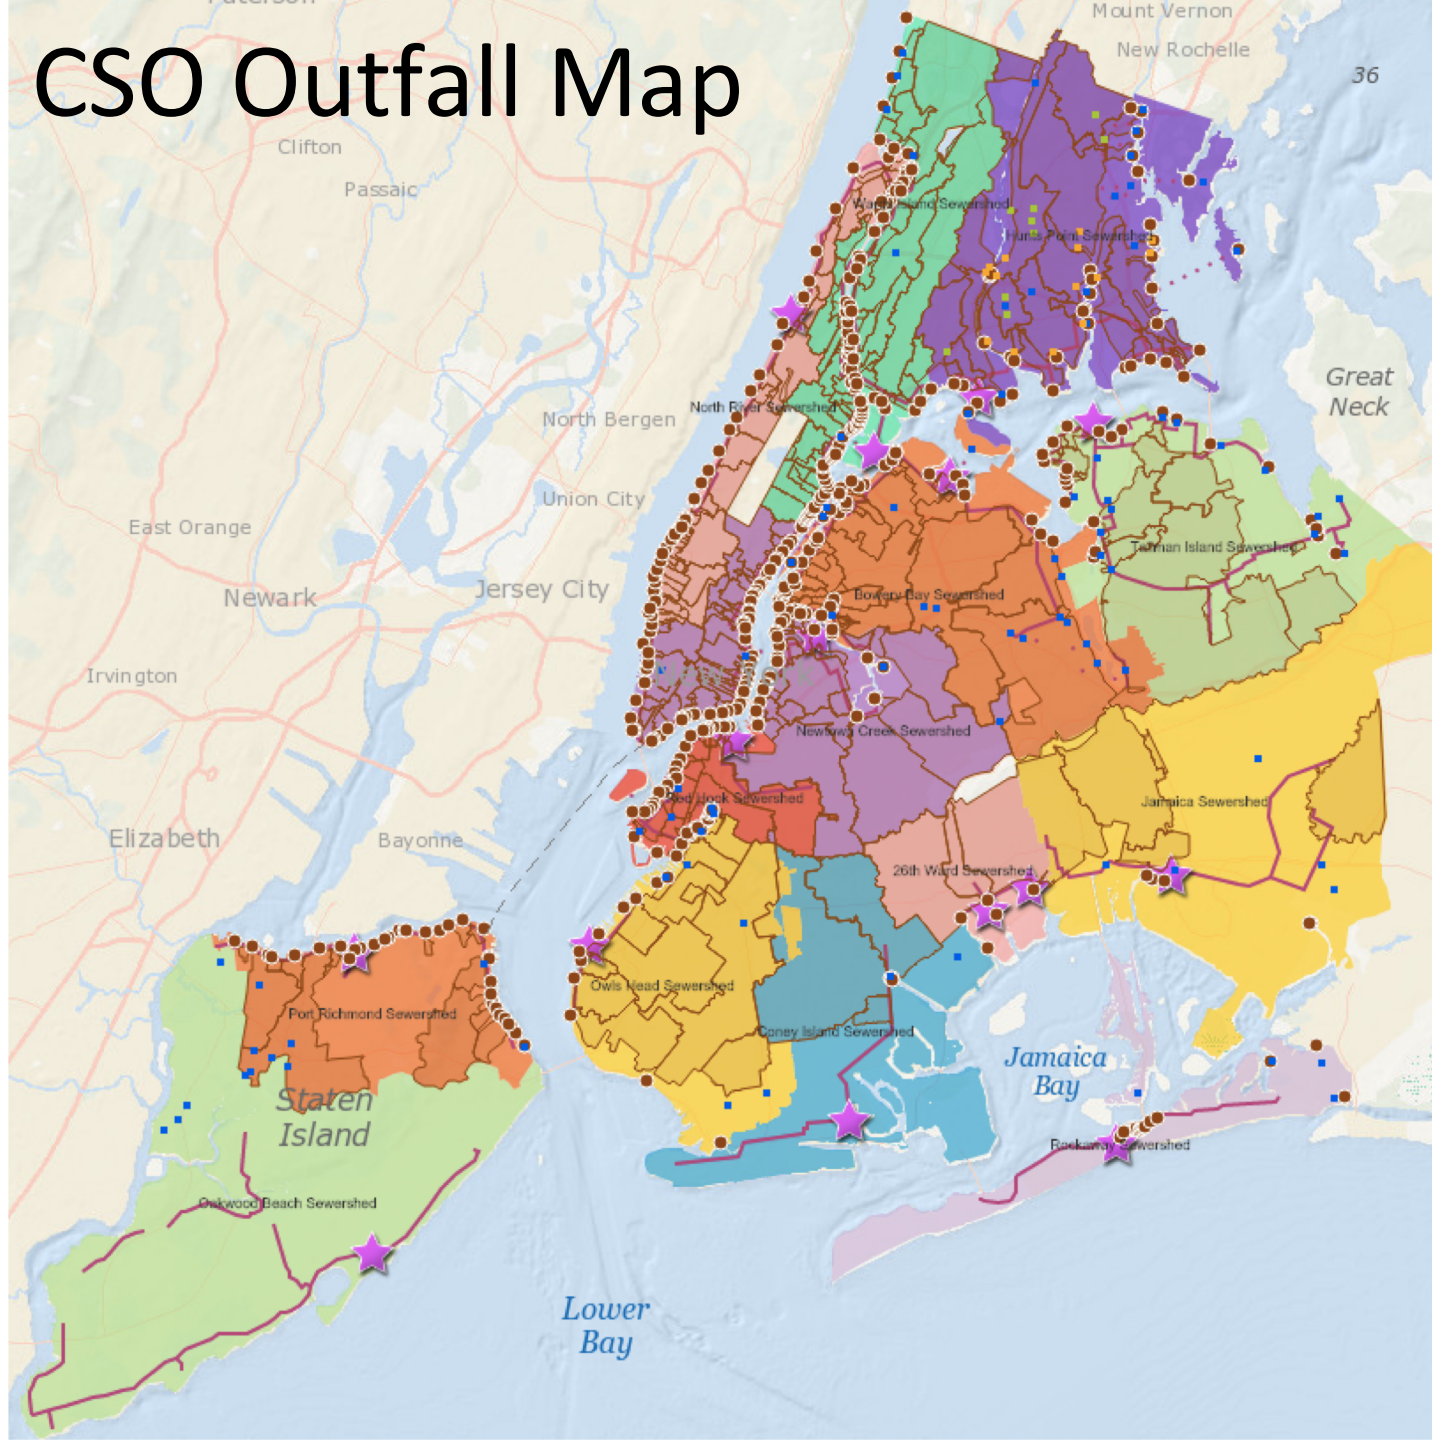 Paterson
Mount Vernon
New Rochelle
CSO Outfall Map
36
Clifton
Passaic
Wards Island Sewershed
Hunts Point Sewershed
Great
Neck
North River Sewershed
North Bergen
Union City
East Orange
Tallman Island Sewershed
Jersey City
Newark
Bowery Bay Sewershed
Irvington
New York
Newtown Creek Sewershed
Red Hook Sewershed
Jamaica Sewershed
Elizabeth
Bayonne
26th Ward Sewershed
Owls Head Sewershed
Port Richmond Sewershed
Coney Island Sewershed
Jamaica
Bay
Staten
Island
Rockaway Sewershed
Oakwood Beach Sewershed
Lower
Bay